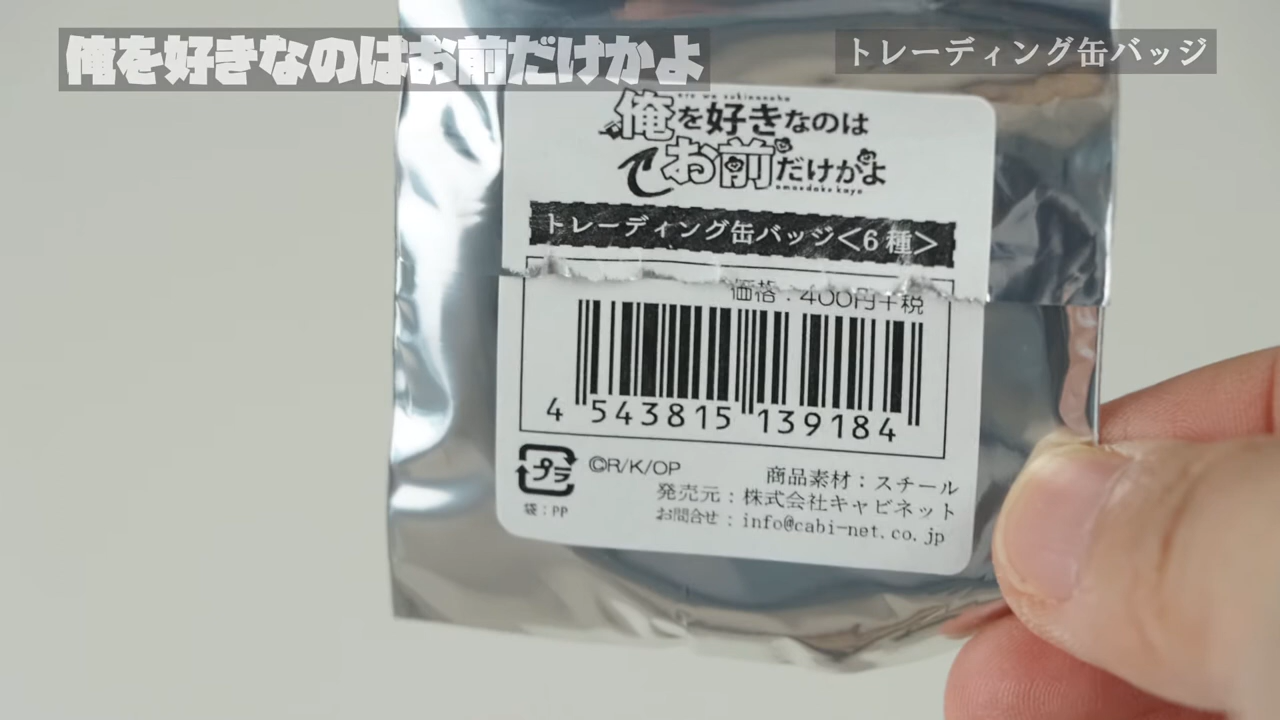 俺を好きなのはお前だけかよ
トレーディング缶バッジ
ore wo sukinanoha
俺を好きなのは
お前だけかよ
omaedake kayo
トレーディング缶バッジ<6種>
価格：400円+税
4 543815 139184
プラ
©R/K/OP
袋：PP
商品素材：スチール
発売元：株式会社キャビネット
お問合せ：info@cabi-net.co.jp